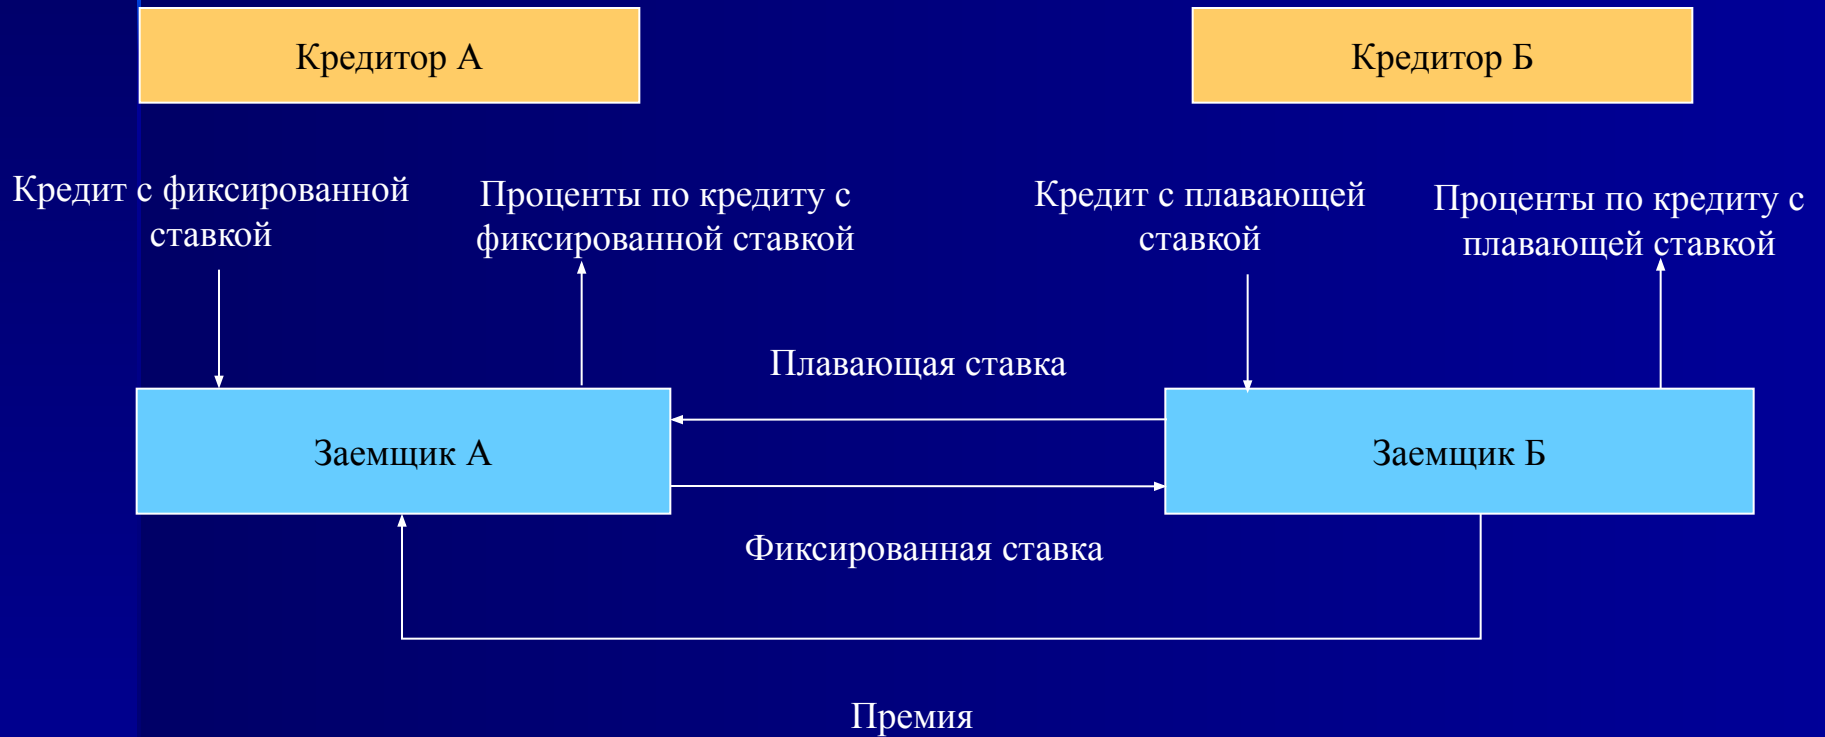 Кредитор А
Кредитор Б
Кредит с фиксированной
ставкой
Проценты по кредиту с
фиксированной ставкой
Кредит с плавающей
ставкой
Проценты по кредиту с
плавающей ставкой
Плавающая ставка
Заемщик А
Заемщик Б
Фиксированная ставка
Премия